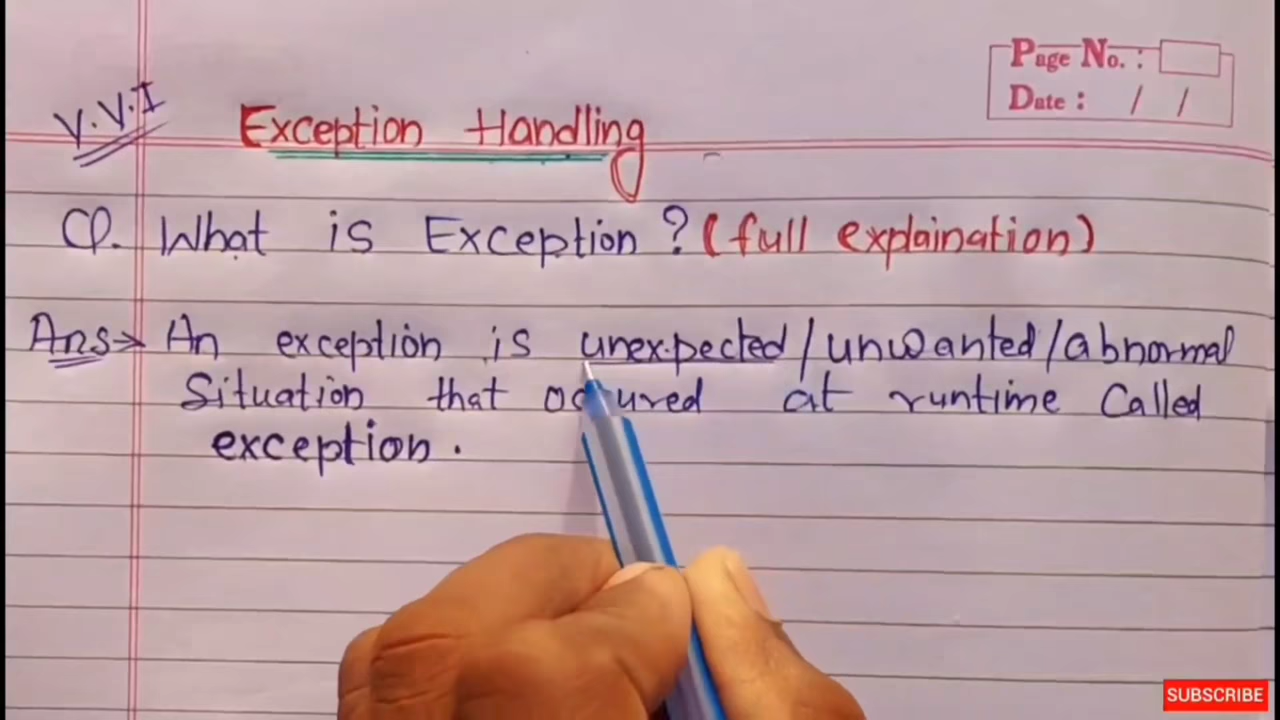 Page No. :
Date : / /
V.V.I
Exception Handling
Q. What is Exception ? (full explaination)
Ans→ An exception is unexpected/unwanted/abnormal
Situation that occured at runtime Called
exception.
SUBSCRIBE